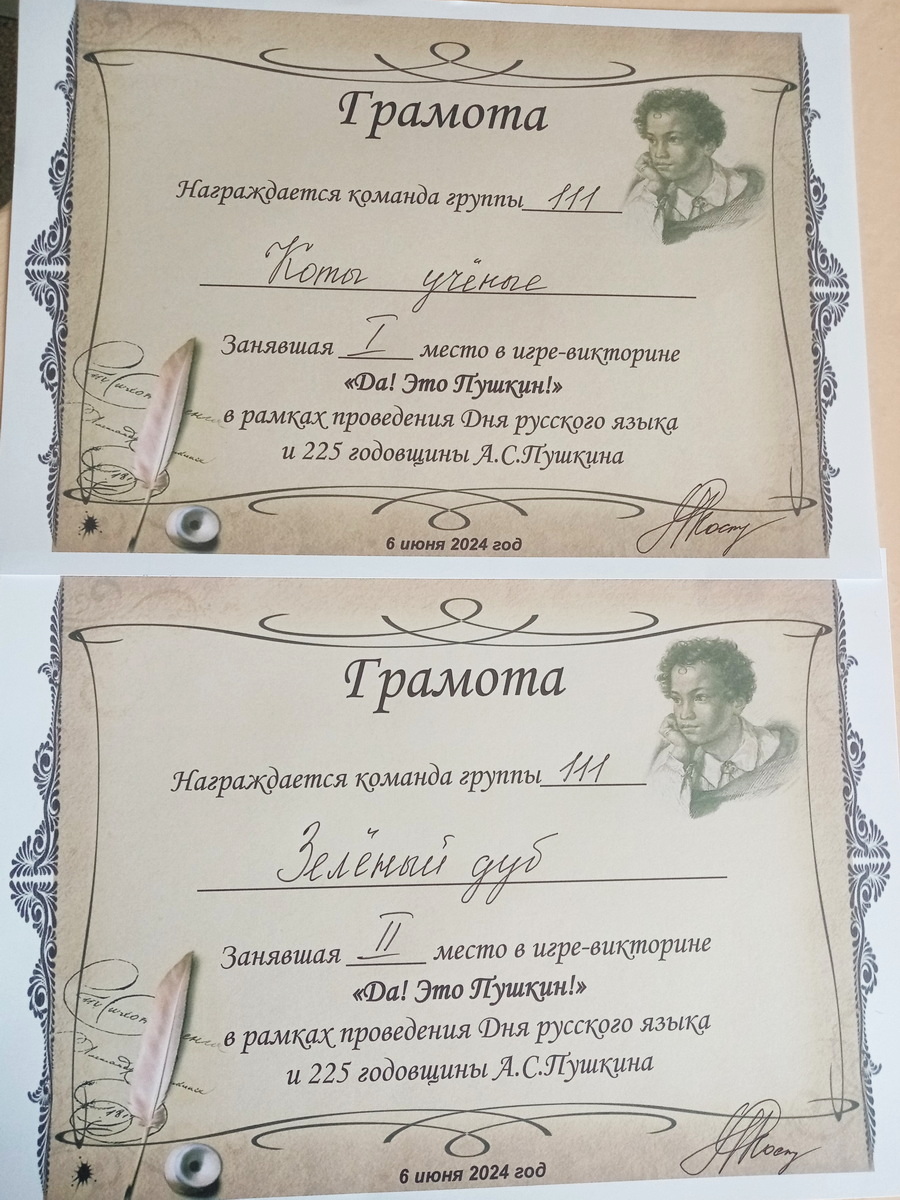 Грамота
Награждается команда группы 111
Коты учёные
Занявшая I место в игре-викторине
«Да! Это Пушкин!»
в рамках проведения Дня русского языка
и 225 годовщины А.С.Пушкина
6 июня 2024 год
Грамота
Награждается команда группы 111
Зелёный дуб
Занявшая II место в игре-викторине
«Да! Это Пушкин!»
в рамках проведения Дня русского языка
и 225 годовщины А.С.Пушкина
6 июня 2024 год